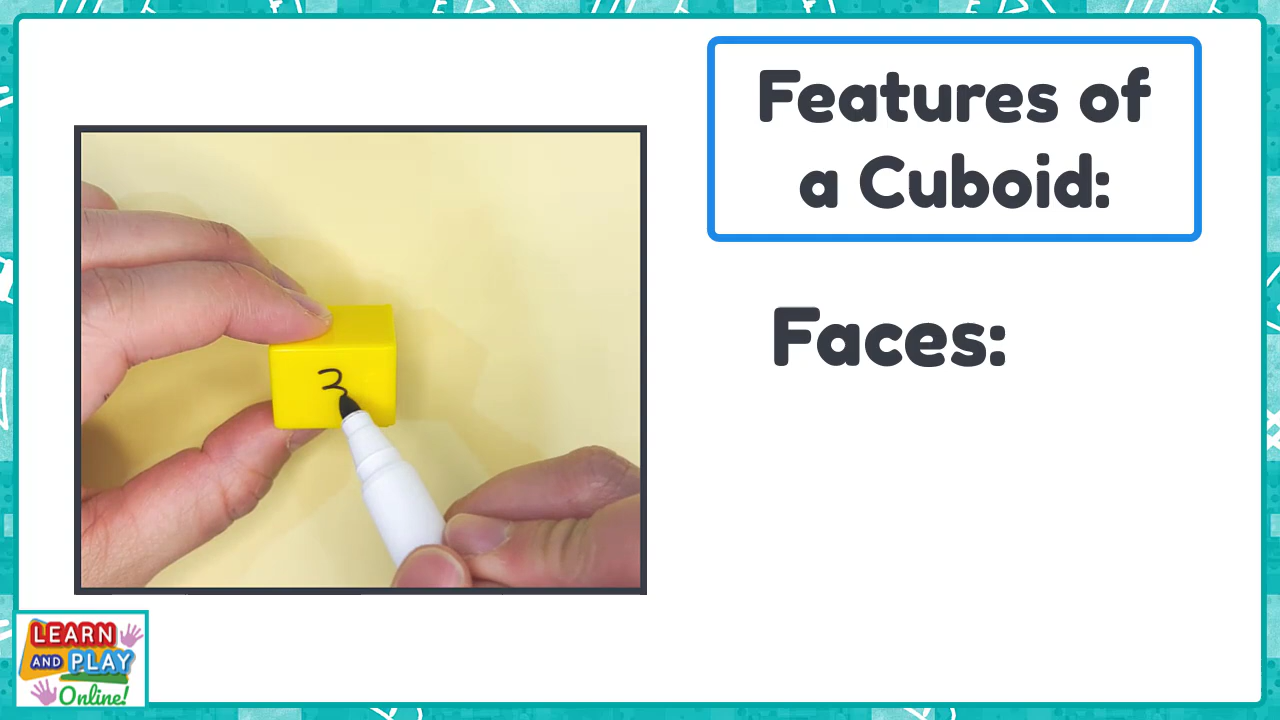 Features of
a Cuboid:
3
Faces:
LEARN
AND PLAY
Online!